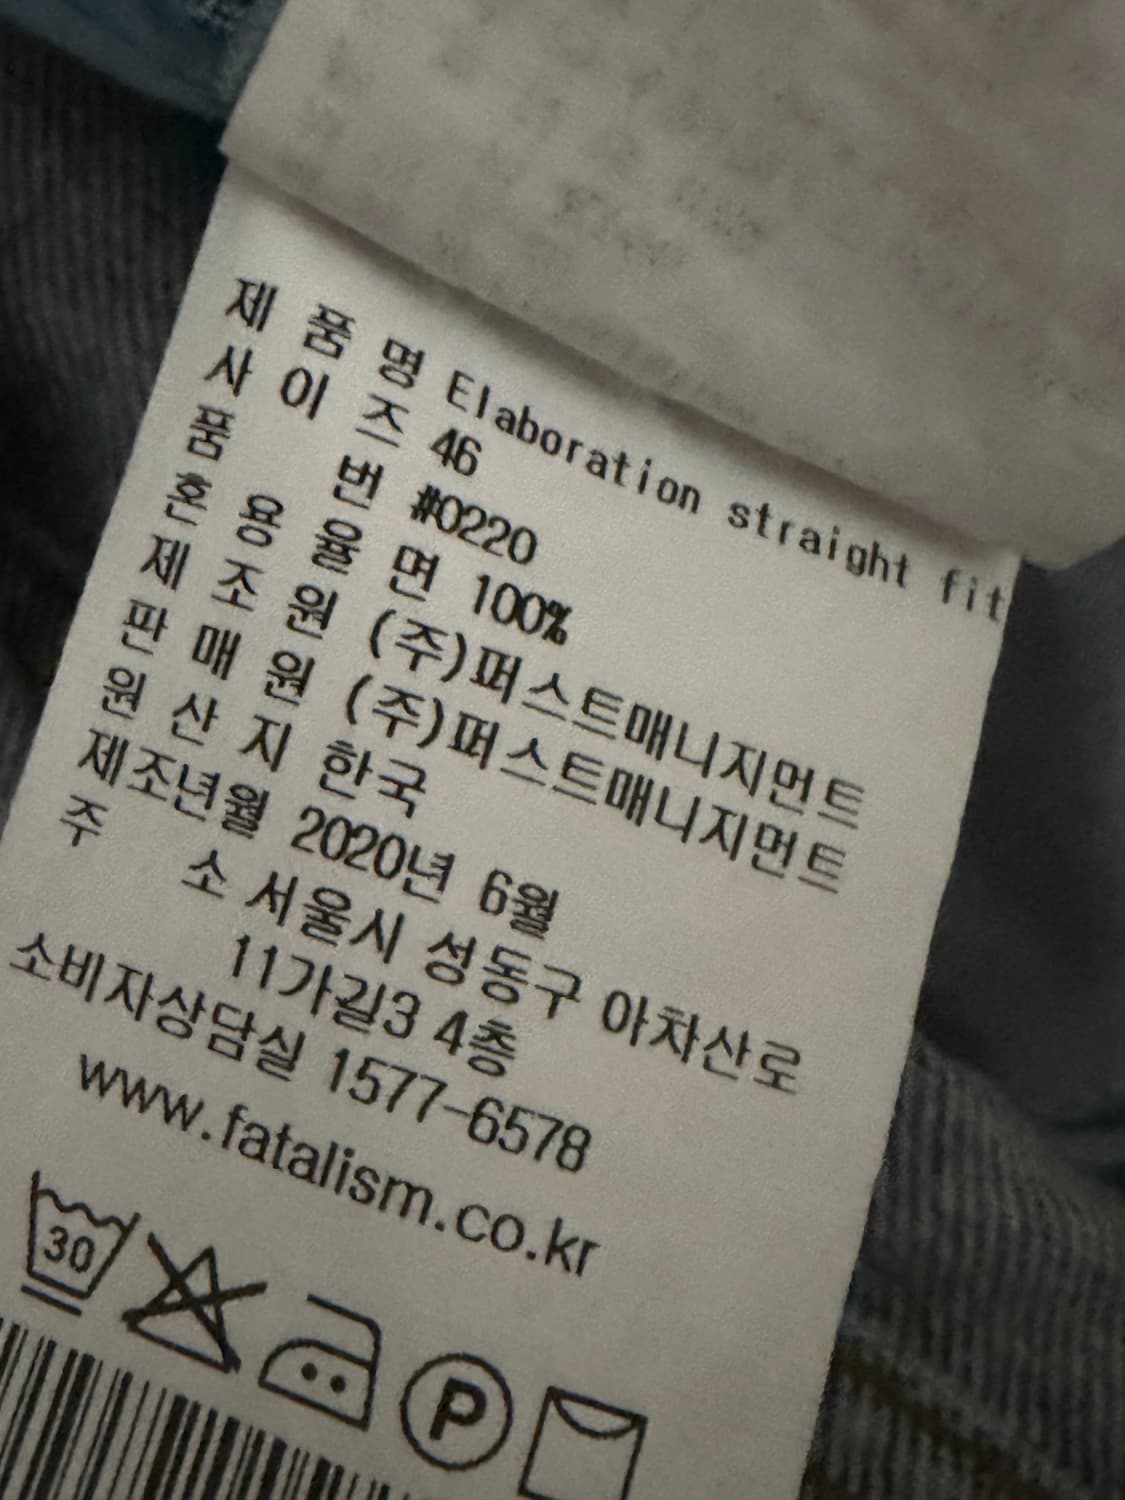 제 품 명 Elaboration straight fit
사 이 즈 46
품 번 #0220
혼 용 율 면 100%
제 조 원 (주)퍼스트매니지먼트
판 매 원 (주)퍼스트매니지먼트
원 산 지 한국
제조년월 2020년 6월
주 소 서울시 성동구 아차산로
11가길3 4층
소비자상담실 1577-6578
www.fatalism.co.kr
30
P